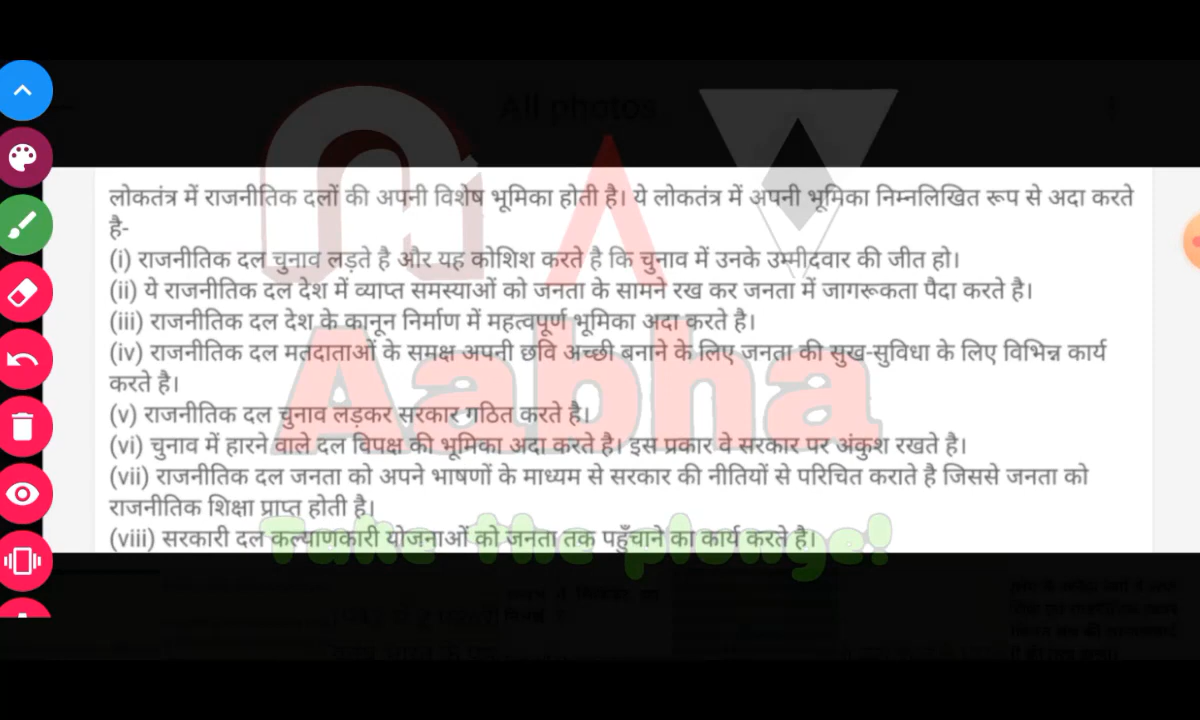 All photos
लोकतंत्र में राजनीतिक दलों की अपनी विशेष भूमिका होती है। ये लोकतंत्र में अपनी भूमिका निम्नलिखित रूप से अदा करते
है-
(i) राजनीतिक दल चुनाव लड़ते है और यह कोशिश करते है कि चुनाव में उनके उम्मीदवार की जीत हो।
(ii) ये राजनीतिक दल देश में व्याप्त समस्याओं को जनता के सामने रख कर जनता में जागरूकता पैदा करते है।
(iii) राजनीतिक दल देश के कानून निर्माण में महत्वपूर्ण भूमिका अदा करते है।
(iv) राजनीतिक दल मतदाताओं के समक्ष अपनी छवि अच्छी बनाने के लिए जनता की सुख-सुविधा के लिए विभिन्न कार्य
करते है।
(v) राजनीतिक दल चुनाव लड़कर सरकार गठित करते है।
(vi) चुनाव में हारने वाले दल विपक्ष की भूमिका अदा करते है। इस प्रकार वे सरकार पर अंकुश रखते है।
(vii) राजनीतिक दल जनता को अपने भाषणों के माध्यम से सरकार की नीतियों से परिचित कराते है जिससे जनता को
राजनीतिक शिक्षा प्राप्त होती है।
(viii) सरकारी दल कल्याणकारी योजनाओं को जनता तक पहुँचाने का कार्य करते है।
Aabha
Take the plunge!